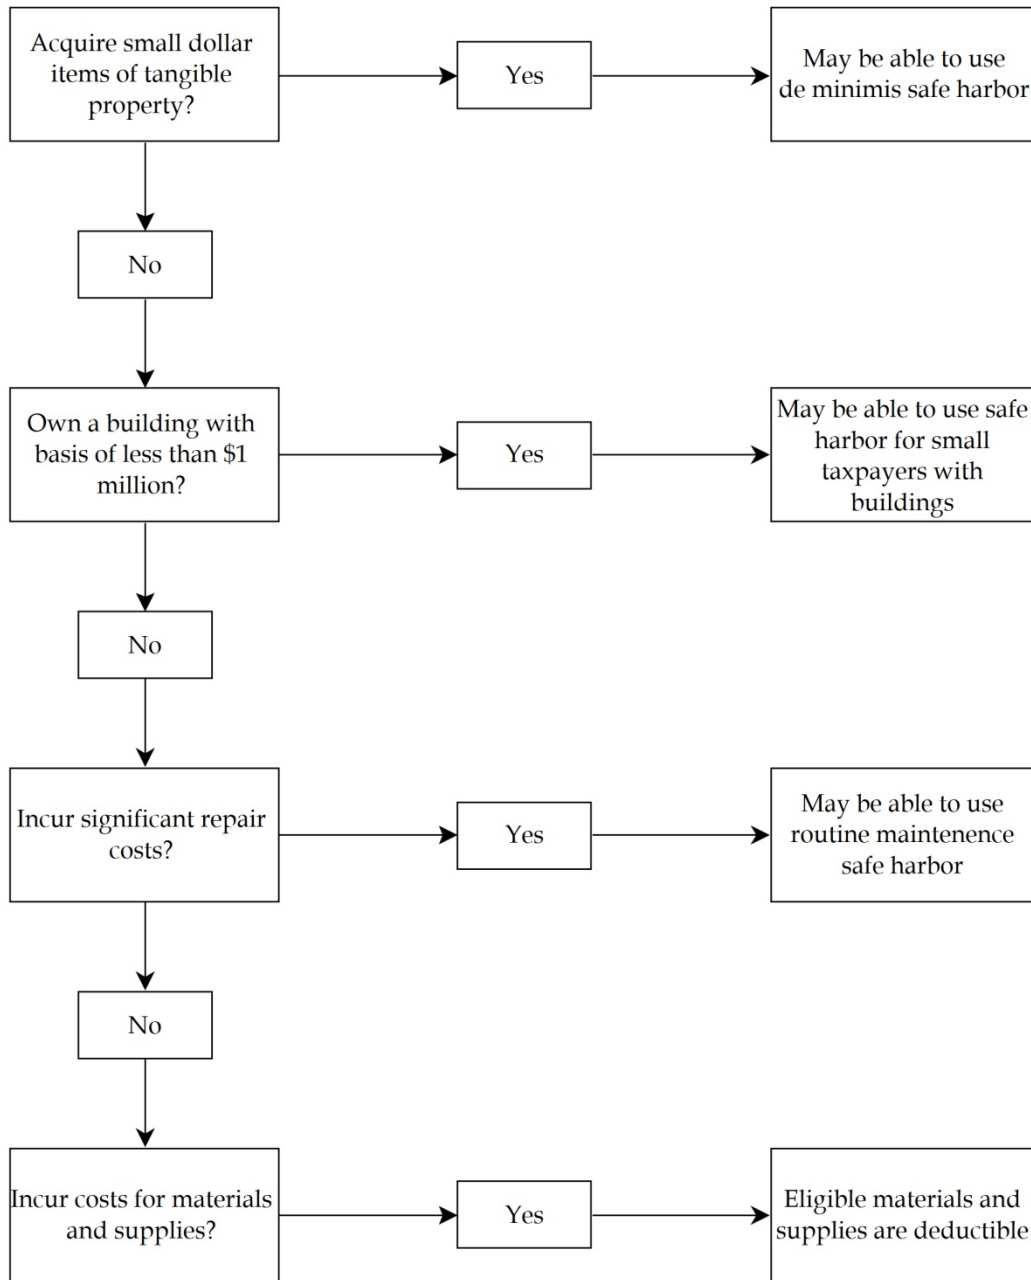 Acquire small dollar
items of tangible
property?
Yes
May be able to use
de minimis safe harbor
No
Own a building with
basis of less than $1
million?
Yes
May be able to use safe
harbor for small
taxpayers with
buildings
No
Incur significant repair
costs?
Yes
May be able to use
routine maintenence
safe harbor
No
Incur costs for materials
and supplies?
Yes
Eligible materials and
supplies are deductible